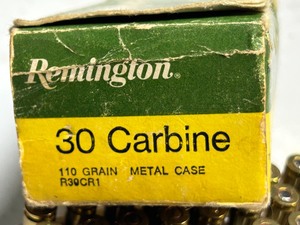 Remington®
30 Carbine
110 GRAIN METAL CASE
R30CR1